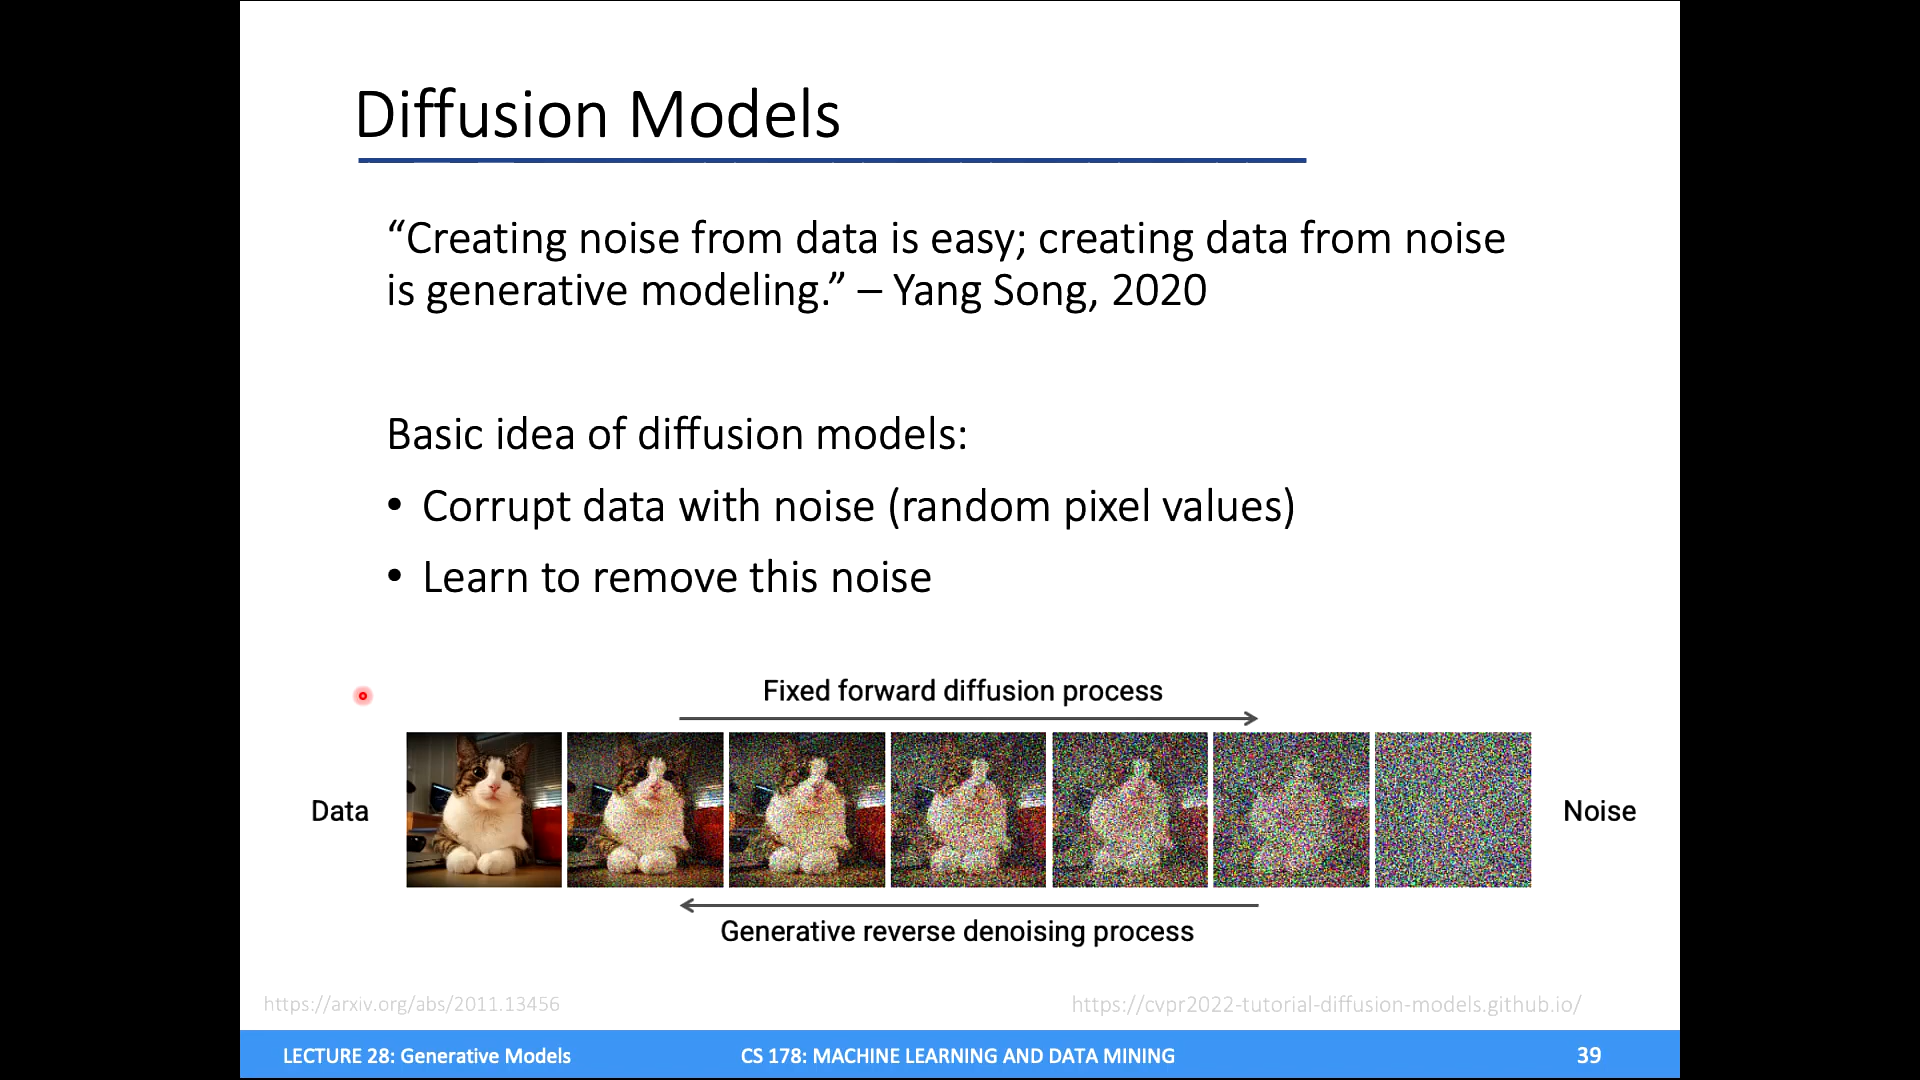 Diffusion Models
“Creating noise from data is easy; creating data from noise
is generative modeling.” – Yang Song, 2020
Basic idea of diffusion models:
• Corrupt data with noise (random pixel values)
• Learn to remove this noise
Fixed forward diffusion process
Data
Noise
Generative reverse denoising process
https://arxiv.org/abs/2011.13456
https://cvpr2022-tutorial-diffusion-models.github.io/
LECTURE 28: Generative Models
CS 178: MACHINE LEARNING AND DATA MINING
39